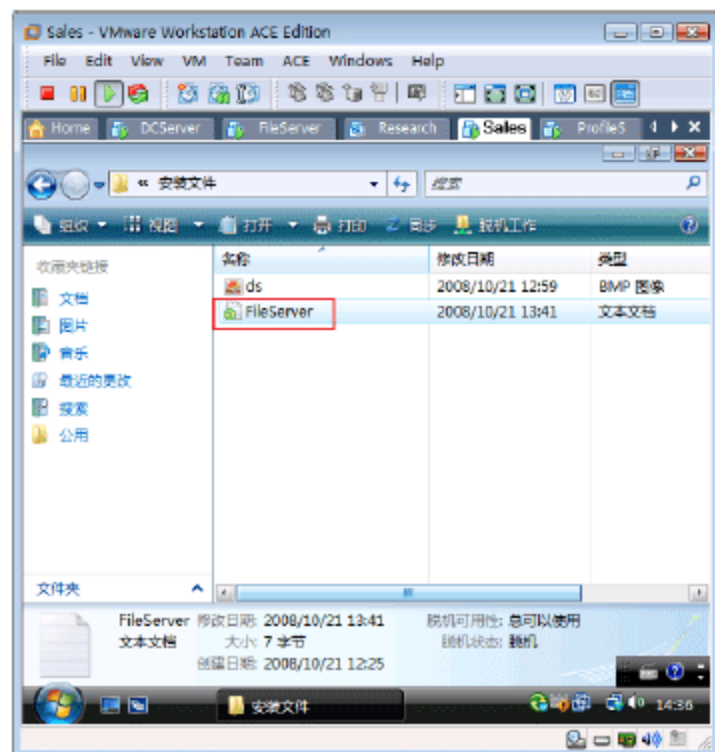 Sales - VMware Workstation ACE Edition
File Edit View VM Team ACE Windows Help
Home DCServer FileServer Research Sales ProfileS
« 安装文件 搜索
组织 视图 打开 打印 同步 脱机工作
收藏夹链接 名称 修改日期 类型
ds 2008/10/21 12:59 BMP 图像
FileServer 2008/10/21 13:41 文本文档
文档
图片
音乐
最近的更改
搜索
公用
文件夹
FileServer 修改日期: 2008/10/21 13:41 脱机可用性: 总可以使用
文本文档 大小: 7 字节 脱机状态: 脱机
创建日期: 2008/10/21 12:25
安装文件 14:36